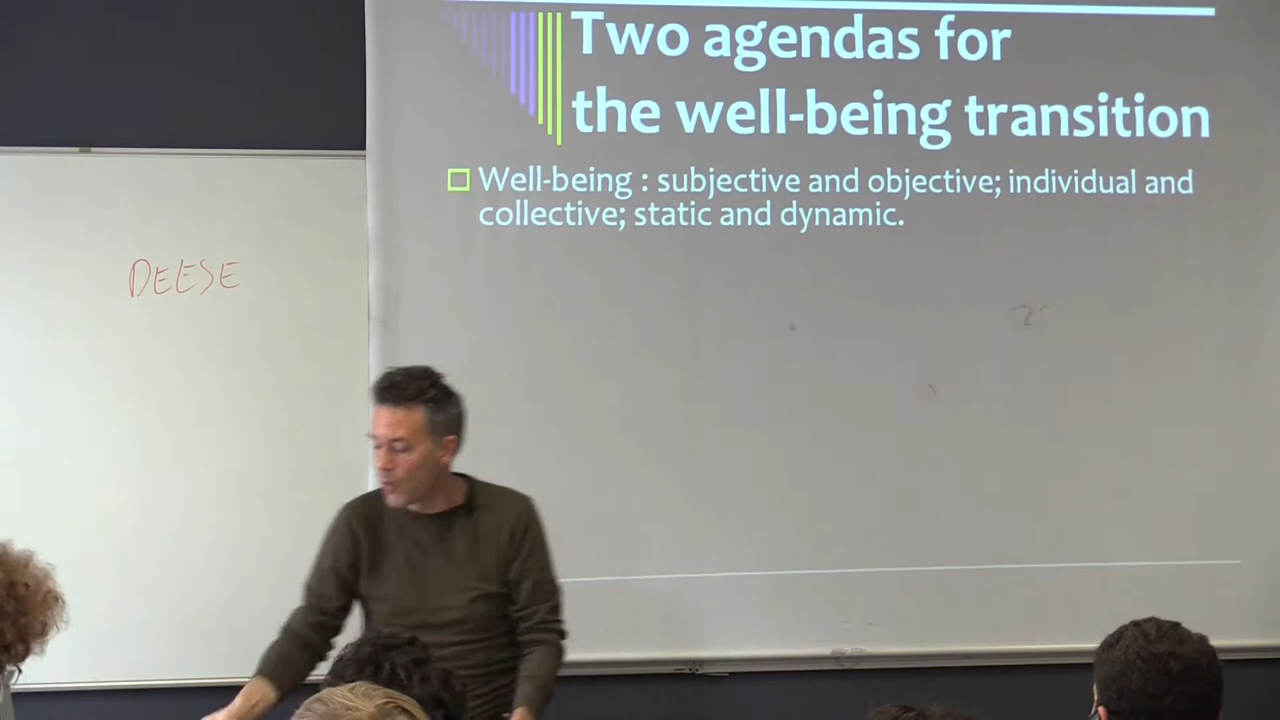 Two agendas for
the well-being transition
Well-being : subjective and objective; individual and
collective; static and dynamic.
DEESE